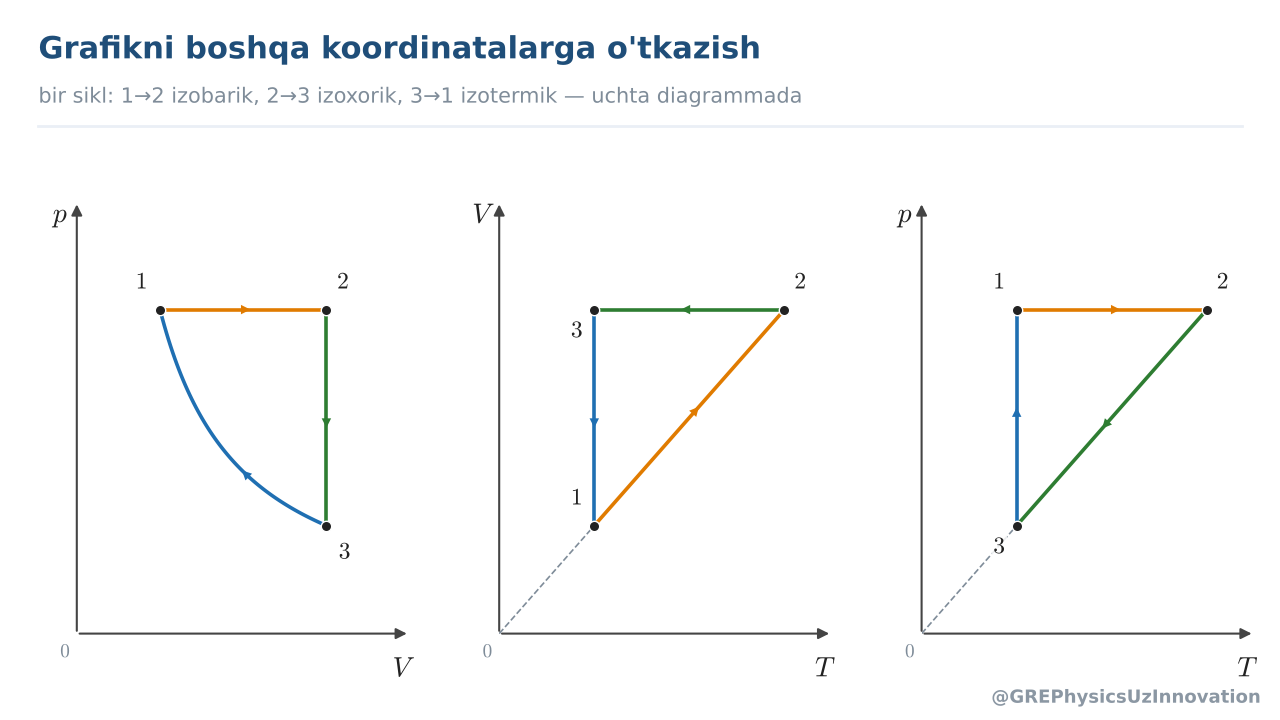 Grafikni boshqa koordinatalarga o'tkazish
bir sikl: 1→2 izobarik, 2→3 izoxorik, 3→1 izotermik — uchta diagrammada
p
1
2
3
0
V
V
2
3
1
0
T
p
1
2
3
0
T
@GREPhysicsUzInnovation